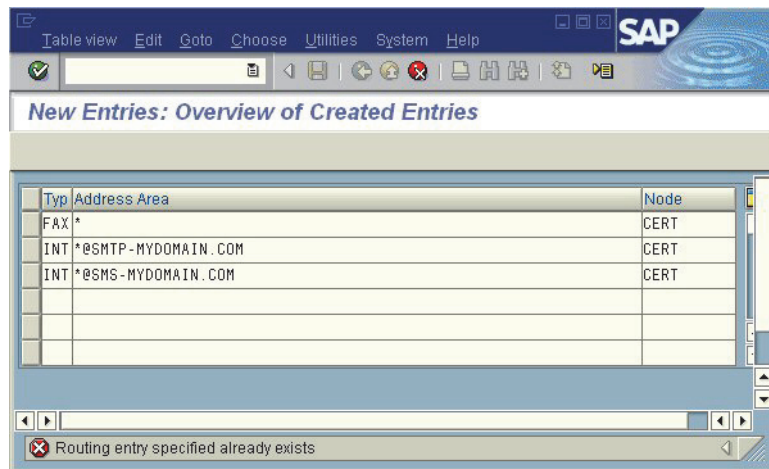 Table view Edit Goto Choose Utilities System Help
SAP
New Entries: Overview of Created Entries
Typ Address Area Node
FAX * CERT
INT *@SMTP-MYDOMAIN.COM CERT
INT *@SMS-MYDOMAIN.COM CERT
Routing entry specified already exists